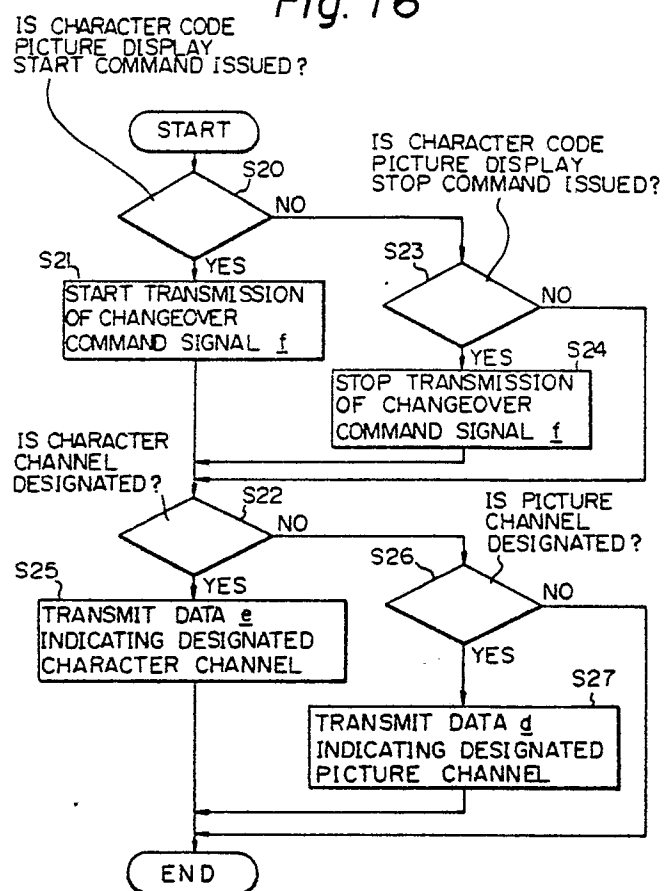 Fig. 16
IS CHARACTER CODE
PICTURE DISPLAY
START COMMAND ISSUED?
START
IS CHARACTER CODE
PICTURE DISPLAY
STOP COMMAND ISSUED?
S20
NO
YES
S21
START TRANSMISSION
OF CHANGEOVER
COMMAND SIGNAL f
S23
NO
YES
S24
STOP TRANSMISSION
OF CHANGEOVER
COMMAND SIGNAL f
IS CHARACTER
CHANNEL
DESIGNATED?
S22
NO
YES
IS PICTURE
CHANNEL
DESIGNATED?
S25
TRANSMIT DATA e
INDICATING DESIGNATED
CHARACTER CHANNEL
S26
NO
YES
S27
TRANSMIT DATA d
INDICATING DESIGNATED
PICTURE CHANNEL
END